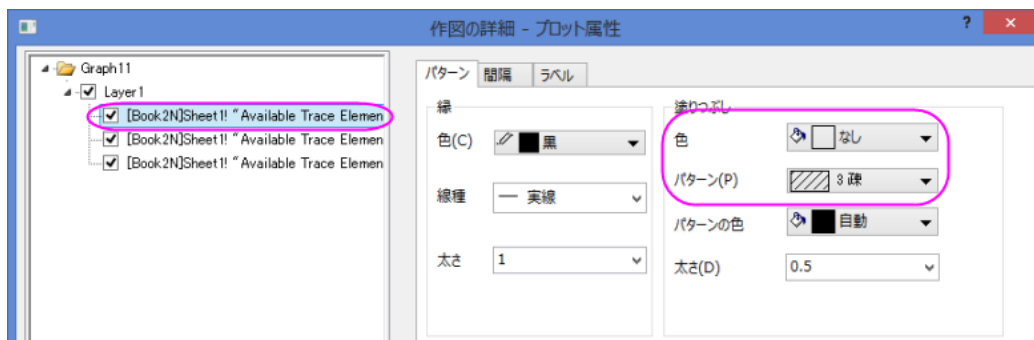 作図の詳細 - プロット属性
? ×
Graph11
Layer1
[Book2N]Sheet1! "Available Trace Elemen
[Book2N]Sheet1! "Available Trace Elemen
[Book2N]Sheet1! "Available Trace Elemen
パターン 間隔 ラベル
縁
色(C) 黒
線種 実線
太さ 1
塗りつぶし
色 なし
パターン(P) 3 疎
パターンの色 自動
太さ(D) 0.5